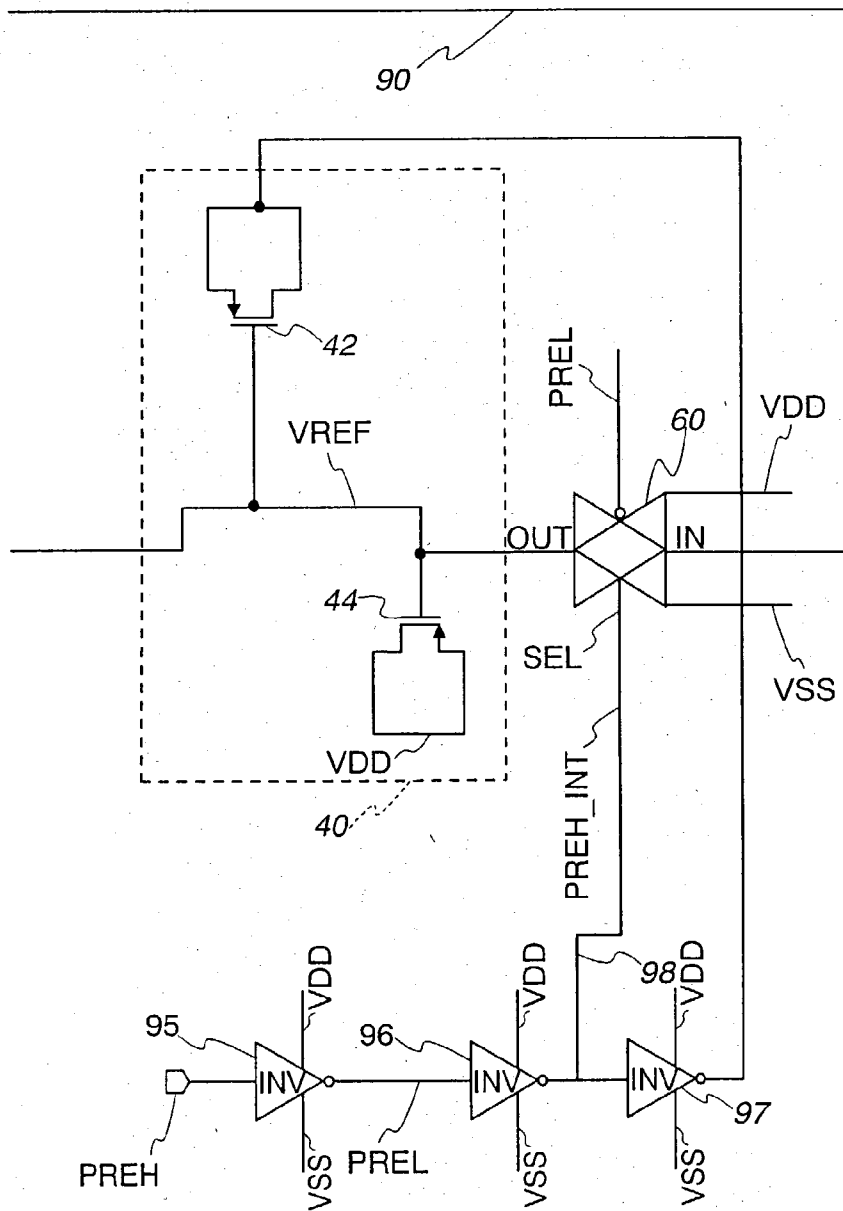 90
42
PREL
60
VDD
VREF
OUT
IN
44
SEL
VSS
VDD
40
PREH_INT
98
95
VDD
96
VDD
VDD
INV
INV
INV
97
PREH
VSS
PREL
VSS
VSS